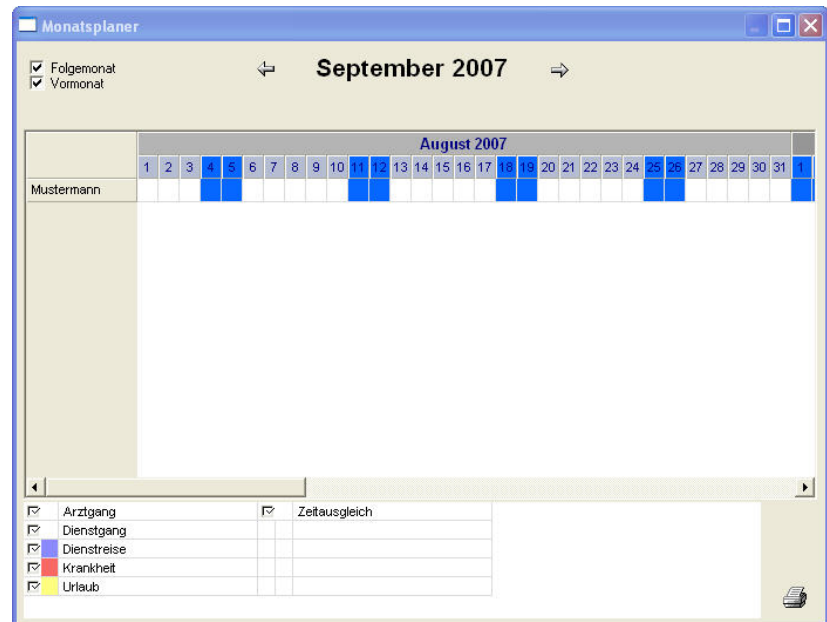 Monatsplaner
Folgemonat
Vormonat
September 2007
August 2007
1 2 3 4 5 6 7 8 9 10 11 12 13 14 15 16 17 18 19 20 21 22 23 24 25 26 27 28 29 30 31 1
Mustermann
Arztgang Zeitausgleich
Dienstgang
Dienstreise
Krankheit
Urlaub